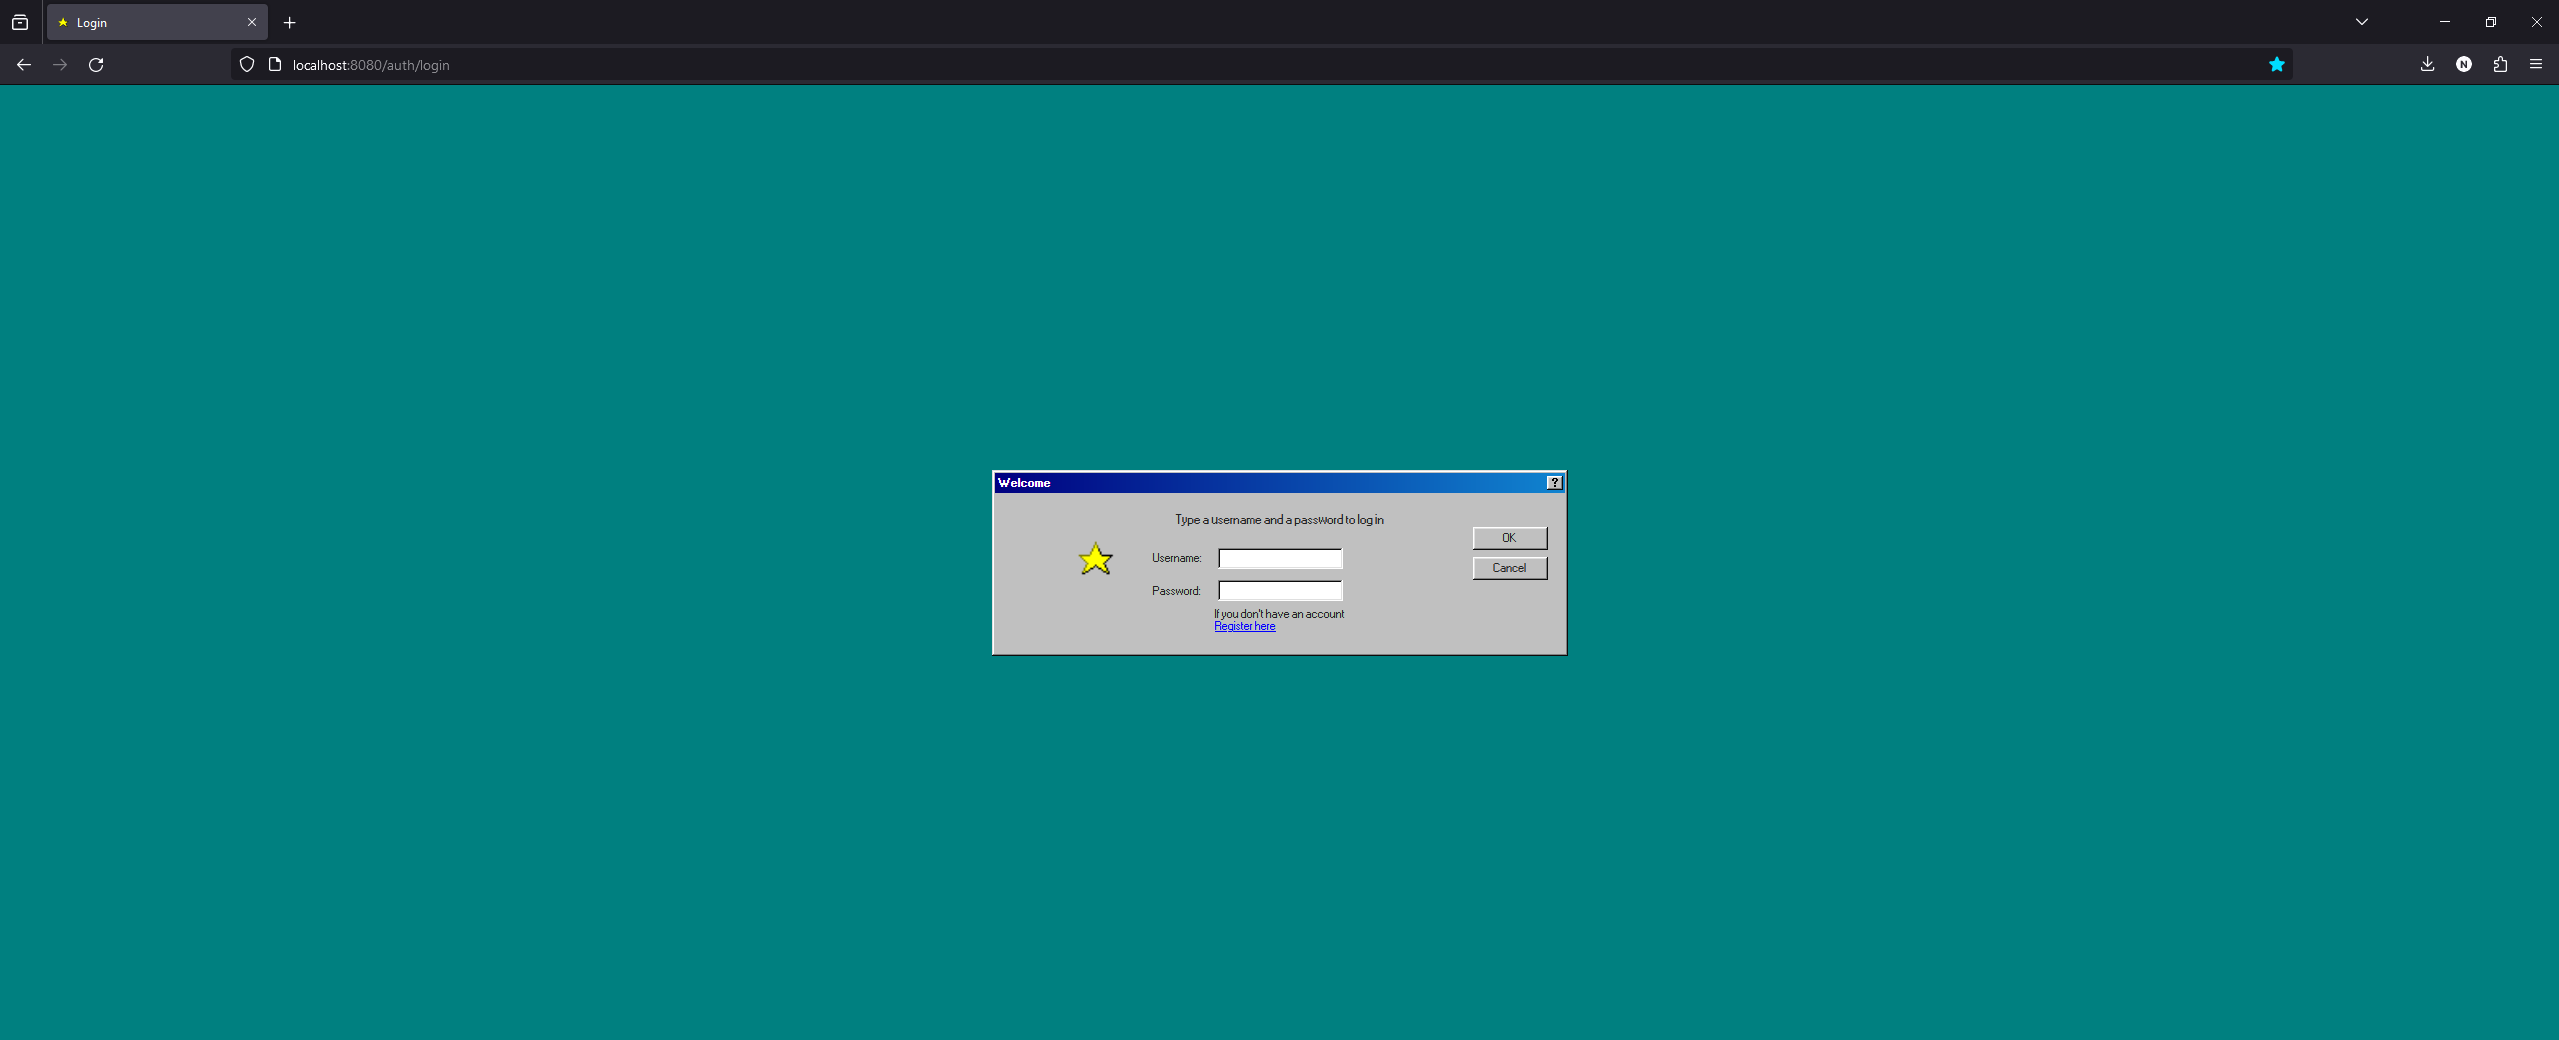 Login
localhost:8080/auth/login
N
Welcome
?
Type a username and a password to log in
OK
Username:
Cancel
Password:
If you don't have an account
Register here